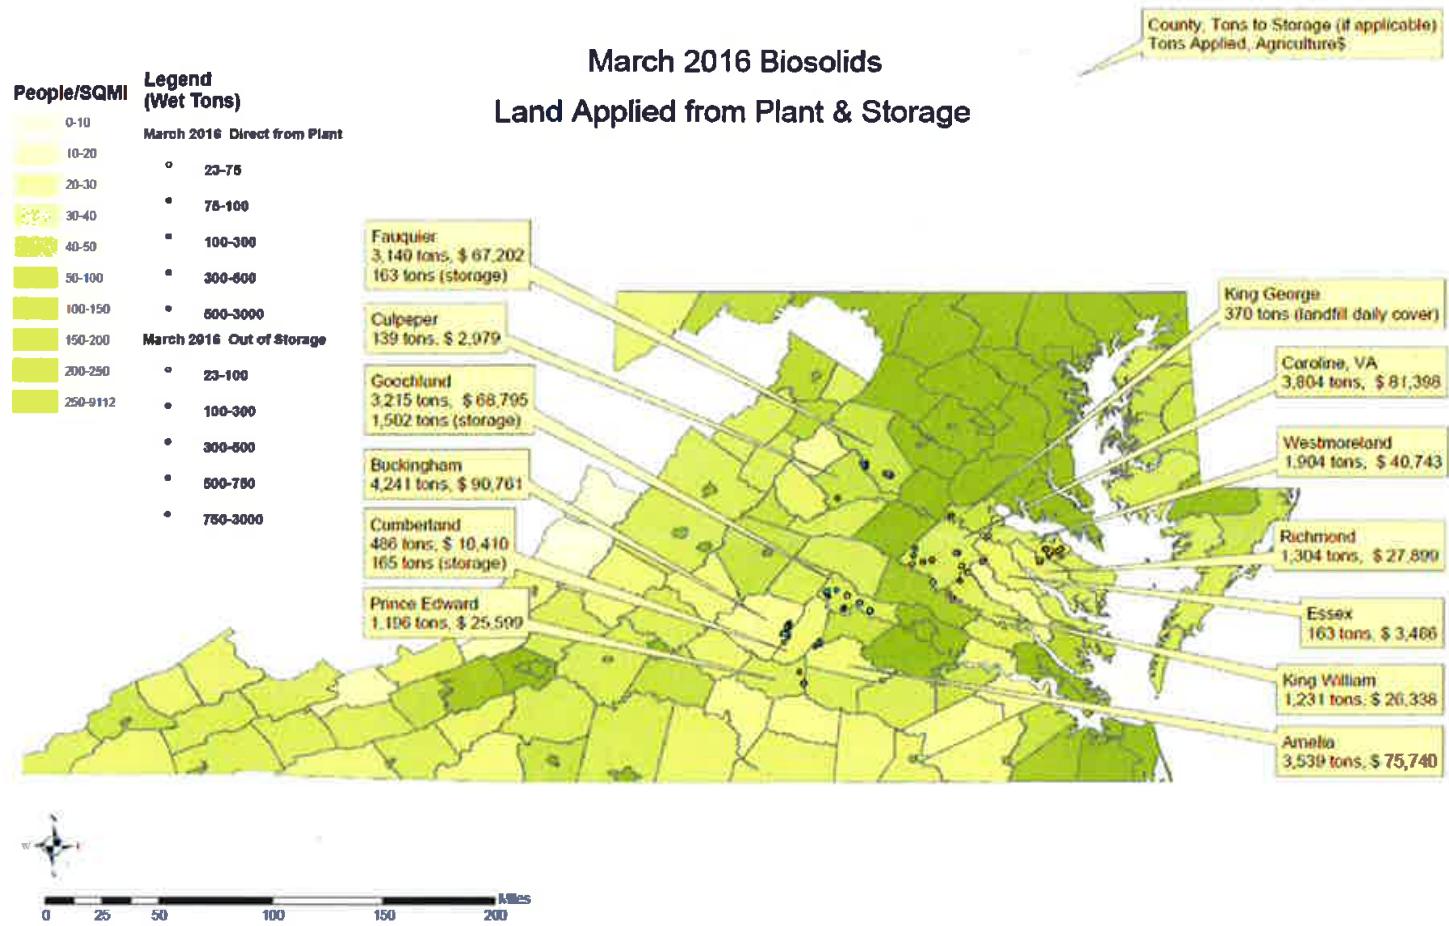 County, Tons to Storage (if applicable)
Tons Applied, Agriculture$
March 2016 Biosolids
Land Applied from Plant & Storage
People/SQMI
0-10
10-20
20-30
30-40
40-50
50-100
100-150
150-200
200-250
250-9112
Legend
(Wet Tons)
March 2016 Direct from Plant
23-75
75-100
100-300
300-500
500-3000
March 2016 Out of Storage
23-100
100-300
300-500
500-750
750-3000
Fauquier
3,140 tons, $ 67,202
163 tons (storage)
Culpeper
139 tons, $ 2,979
Goochland
3,215 tons, $ 68,795
1,502 tons (storage)
Buckingham
4,241 tons, $ 90,761
Cumberland
486 tons, $ 10,410
165 tons (storage)
Prince Edward
1,196 tons, $ 25,599
King George
370 tons (landfill daily cover)
Caroline, VA
3,804 tons, $ 81,398
Westmoreland
1,904 tons, $ 40,743
Richmond
1,304 tons, $ 27,899
Essex
163 tons, $ 3,486
King William
1,231 tons, $ 26,338
Amelia
3,539 tons, $ 75,740
W
Miles
0
25
50
100
150
200